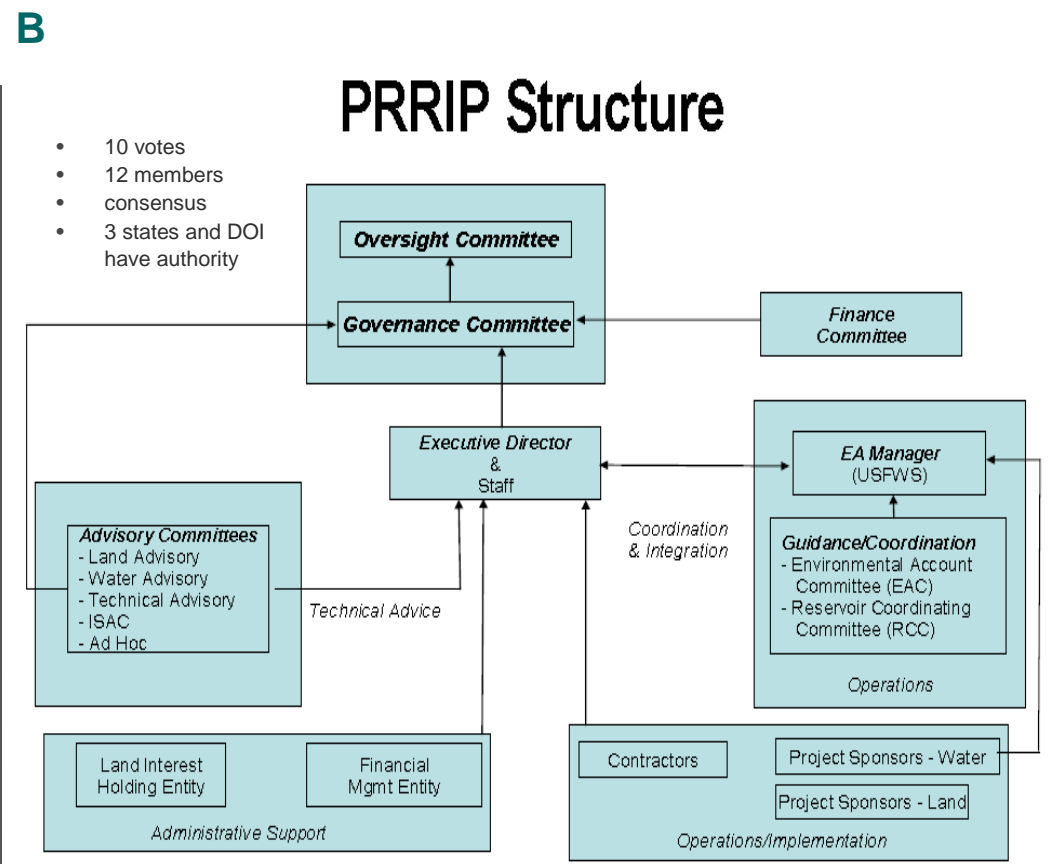 B
PRRIP Structure
• 10 votes
• 12 members
• consensus
• 3 states and DOI
have authority
Oversight Committee
Governance Committee
Finance
Committee
Executive Director
&
Staff
EA Manager
(USFWS)
Coordination
& Integration
Guidance/Coordination
- Environmental Account
Committee (EAC)
- Reservoir Coordinating
Committee (RCC)
Operations
Advisory Committees
- Land Advisory
- Water Advisory
- Technical Advisory
- ISAC
- Ad Hoc
Technical Advice
Land Interest
Holding Entity
Financial
Mgmt Entity
Administrative Support
Contractors
Project Sponsors - Water
Project Sponsors - Land
Operations/Implementation